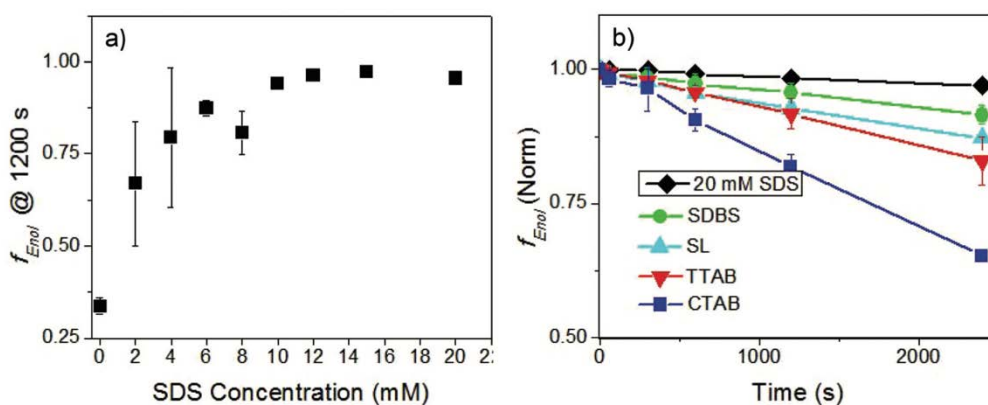 a)
f_Enol @ 1200 s
1.00
0.75
0.50
0.25
0 2 4 6 8 10 12 14 16 18 20
SDS Concentration (mM)
b)
f_Enol (Norm)
1.00
0.75
0.50
20 mM SDS
SDBS
SL
TTAB
CTAB
0 1000 2000
Time (s)